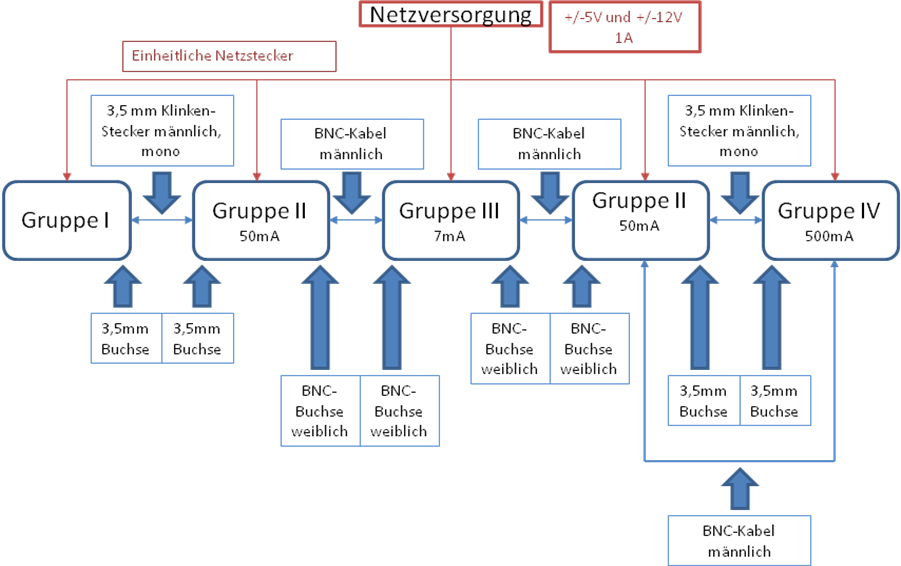 Netzversorgung
+/-5V und +/-12V
1A
Einheitliche Netzstecker
3,5 mm Klinken-
Stecker männlich,
mono
BNC-Kabel
männlich
BNC-Kabel
männlich
3,5 mm Klinken-
Stecker männlich,
mono
Gruppe I
Gruppe II
50mA
Gruppe III
7mA
Gruppe II
50mA
Gruppe IV
500mA
3,5mm
Buchse
3,5mm
Buchse
BNC-
Buchse
weiblich
BNC-
Buchse
weiblich
BNC-
Buchse
weiblich
BNC-
Buchse
weiblich
3,5mm
Buchse
3,5mm
Buchse
BNC-Kabel
männlich